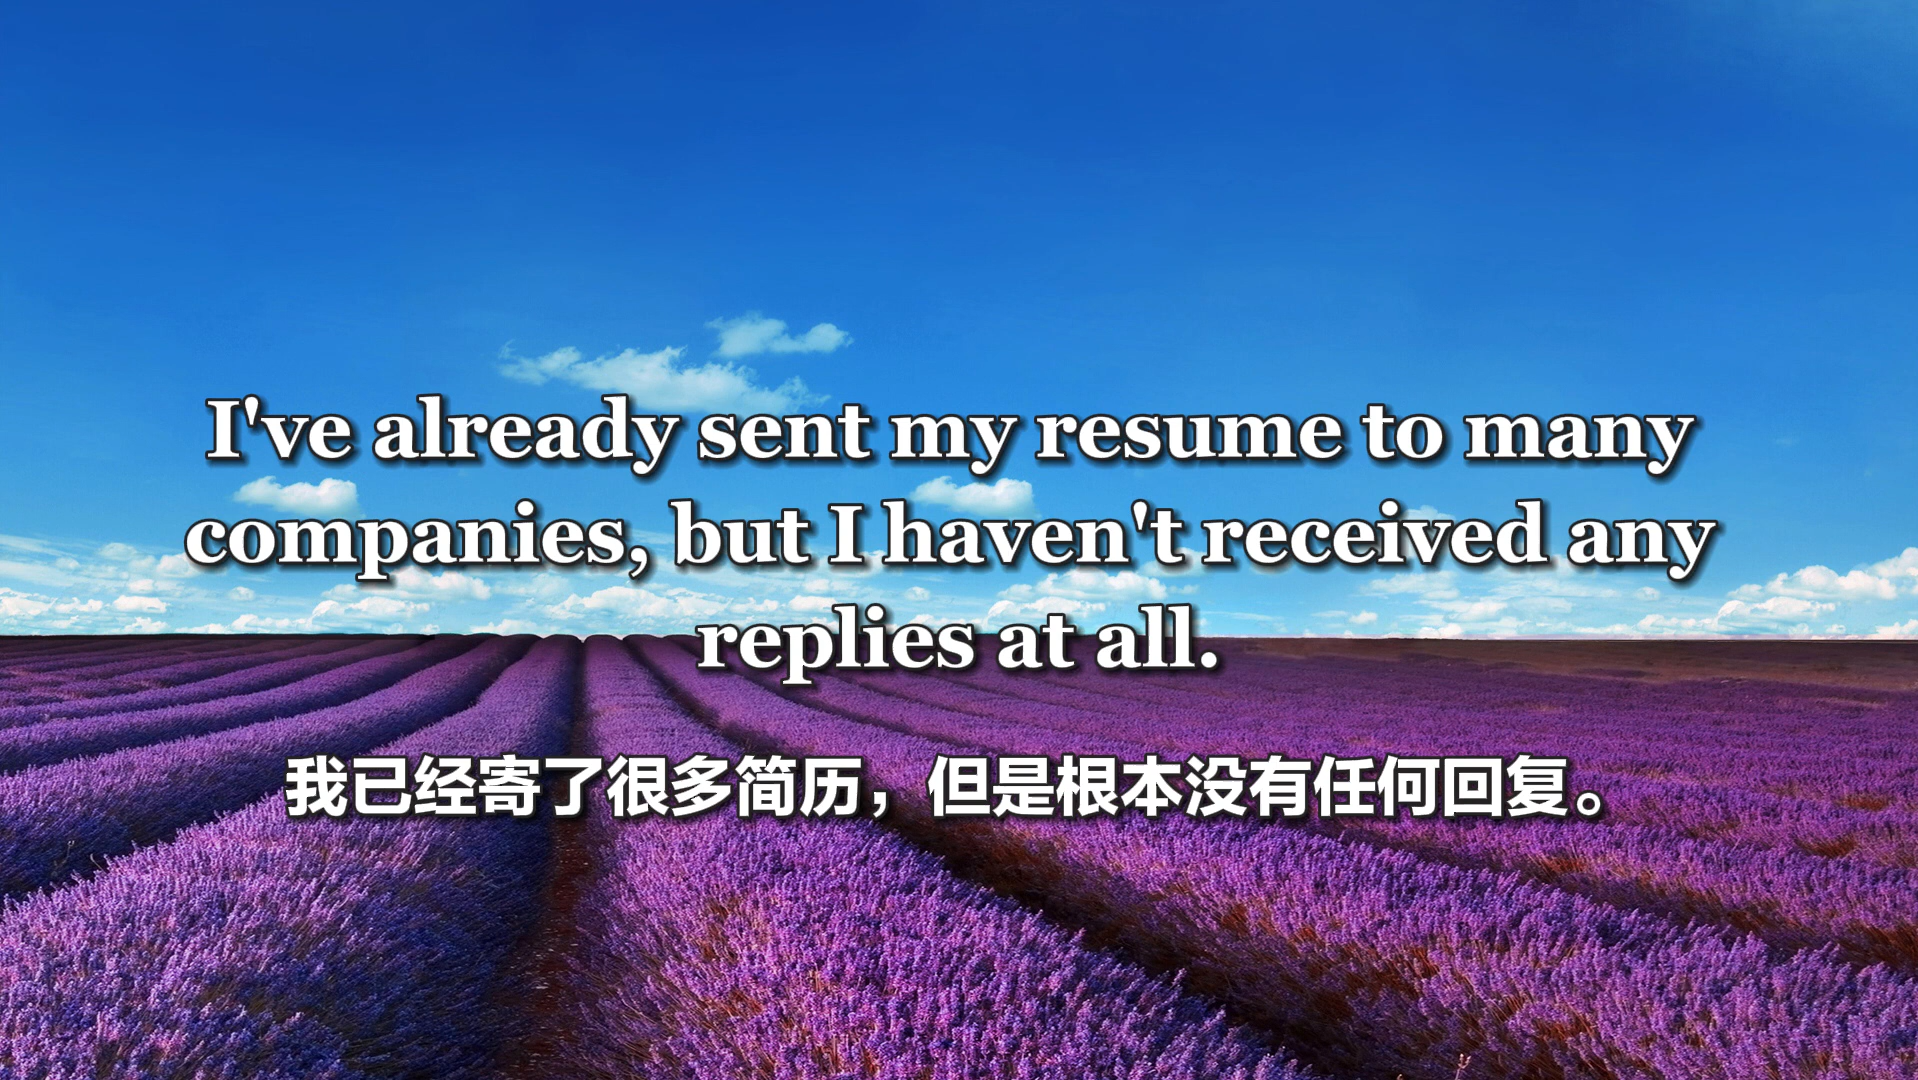 I've already sent my resume to many
companies, but I haven't received any
replies at all.
我已经寄了很多简历，但是根本没有任何回复。